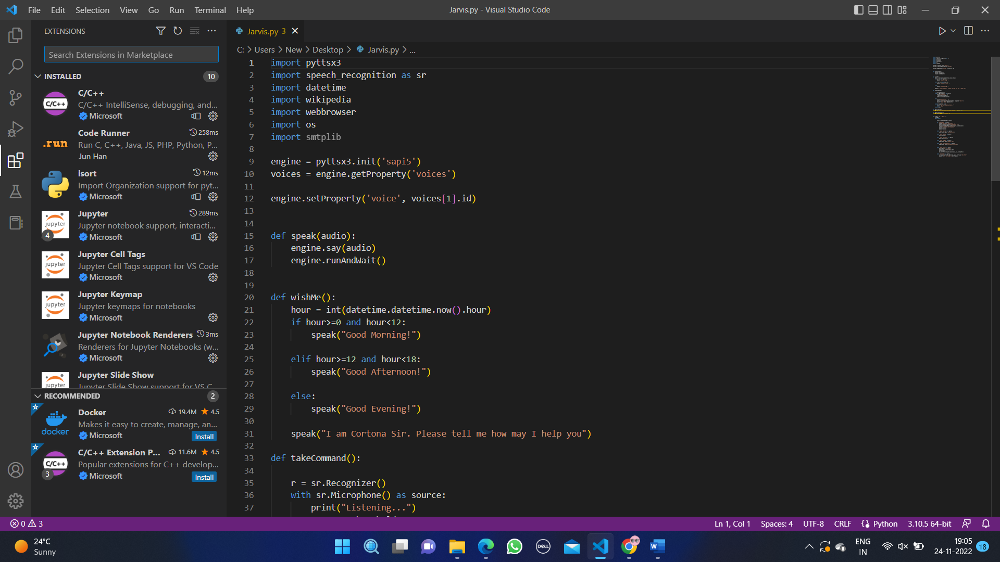 File Edit Selection View Go Run Terminal Help
Jarvis.py - Visual Studio Code
EXTENSIONS
Search Extensions in Marketplace
INSTALLED 10
C/C++
C/C++ IntelliSense, debugging, and...
Microsoft
Code Runner 258ms
Run C, C++, Java, JS, PHP, Python, P...
Jun Han
isort 12ms
Import Organization support for pyt...
Microsoft
Jupyter 289ms
Jupyter notebook support, interacti...
4 Microsoft
Jupyter Cell Tags
Jupyter Cell Tags support for VS Code
Microsoft
Jupyter Keymap
Jupyter keymaps for notebooks
Microsoft
Jupyter Notebook Renderers 3ms
Renderers for Jupyter Notebooks (w...
Microsoft
Jupyter Slide Show
Jupyter Slide Show support for VS C...
RECOMMENDED 2
Docker 19.4M 4.5
Makes it easy to create, manage, an...
Microsoft Install
C/C++ Extension P... 11.6M 4.5
Popular extensions for C++ develop...
3 Microsoft Install
C/C++
.run
jupyter
jupyter
jupyter
jupyter
docker
C/C++
Jarvis.py 3
C: > Users > New > Desktop > Jarvis.py > ...
1 import pyttsx3
2 import speech_recognition as sr
3 import datetime
4 import wikipedia
5 import webbrowser
6 import os
7 import smtplib
8
9 engine = pyttsx3.init('sapi5')
10 voices = engine.getProperty('voices')
11
12 engine.setProperty('voice', voices[1].id)
13
14
15 def speak(audio):
16 engine.say(audio)
17 engine.runAndWait()
18
19
20 def wishMe():
21 hour = int(datetime.datetime.now().hour)
22 if hour>=0 and hour<12:
23 speak("Good Morning!")
24
25 elif hour>=12 and hour<18:
26 speak("Good Afternoon!")
27
28 else:
29 speak("Good Evening!")
30
31 speak("I am Cortona Sir. Please tell me how may I help you")
32
33 def takeCommand():
34
35 r = sr.Recognizer()
36 with sr.Microphone() as source:
37 print("Listening...")
0 3
Ln 1, Col 1 Spaces: 4 UTF-8 CRLF Python 3.10.5 64-bit
24°C
Sunny
DELL
W
ENG
IN
19:05
24-11-2022
18